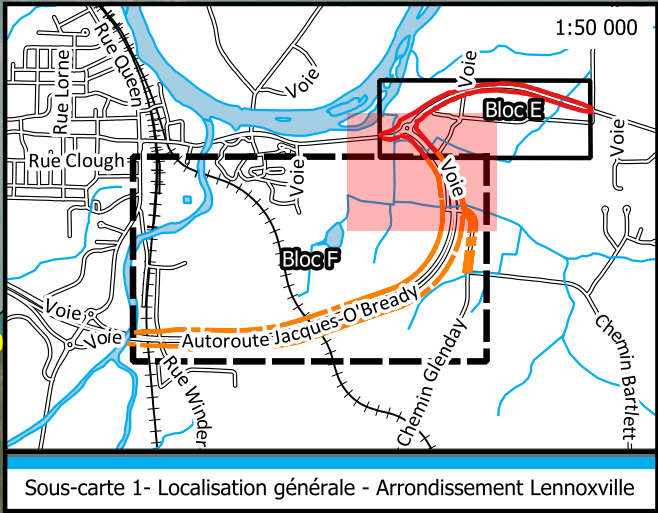 1:50 000
Rue Queen
Rue Lorne
Voie
Voie
Bloc E
Voie
Rue Clough
Voie
Voie
Bloc F
Voie
Voie
Autoroute Jacques-O'Bready
Rue Winder
Chemin Glenday
Chemin Bartlett
Sous-carte 1- Localisation générale - Arrondissement Lennoxville